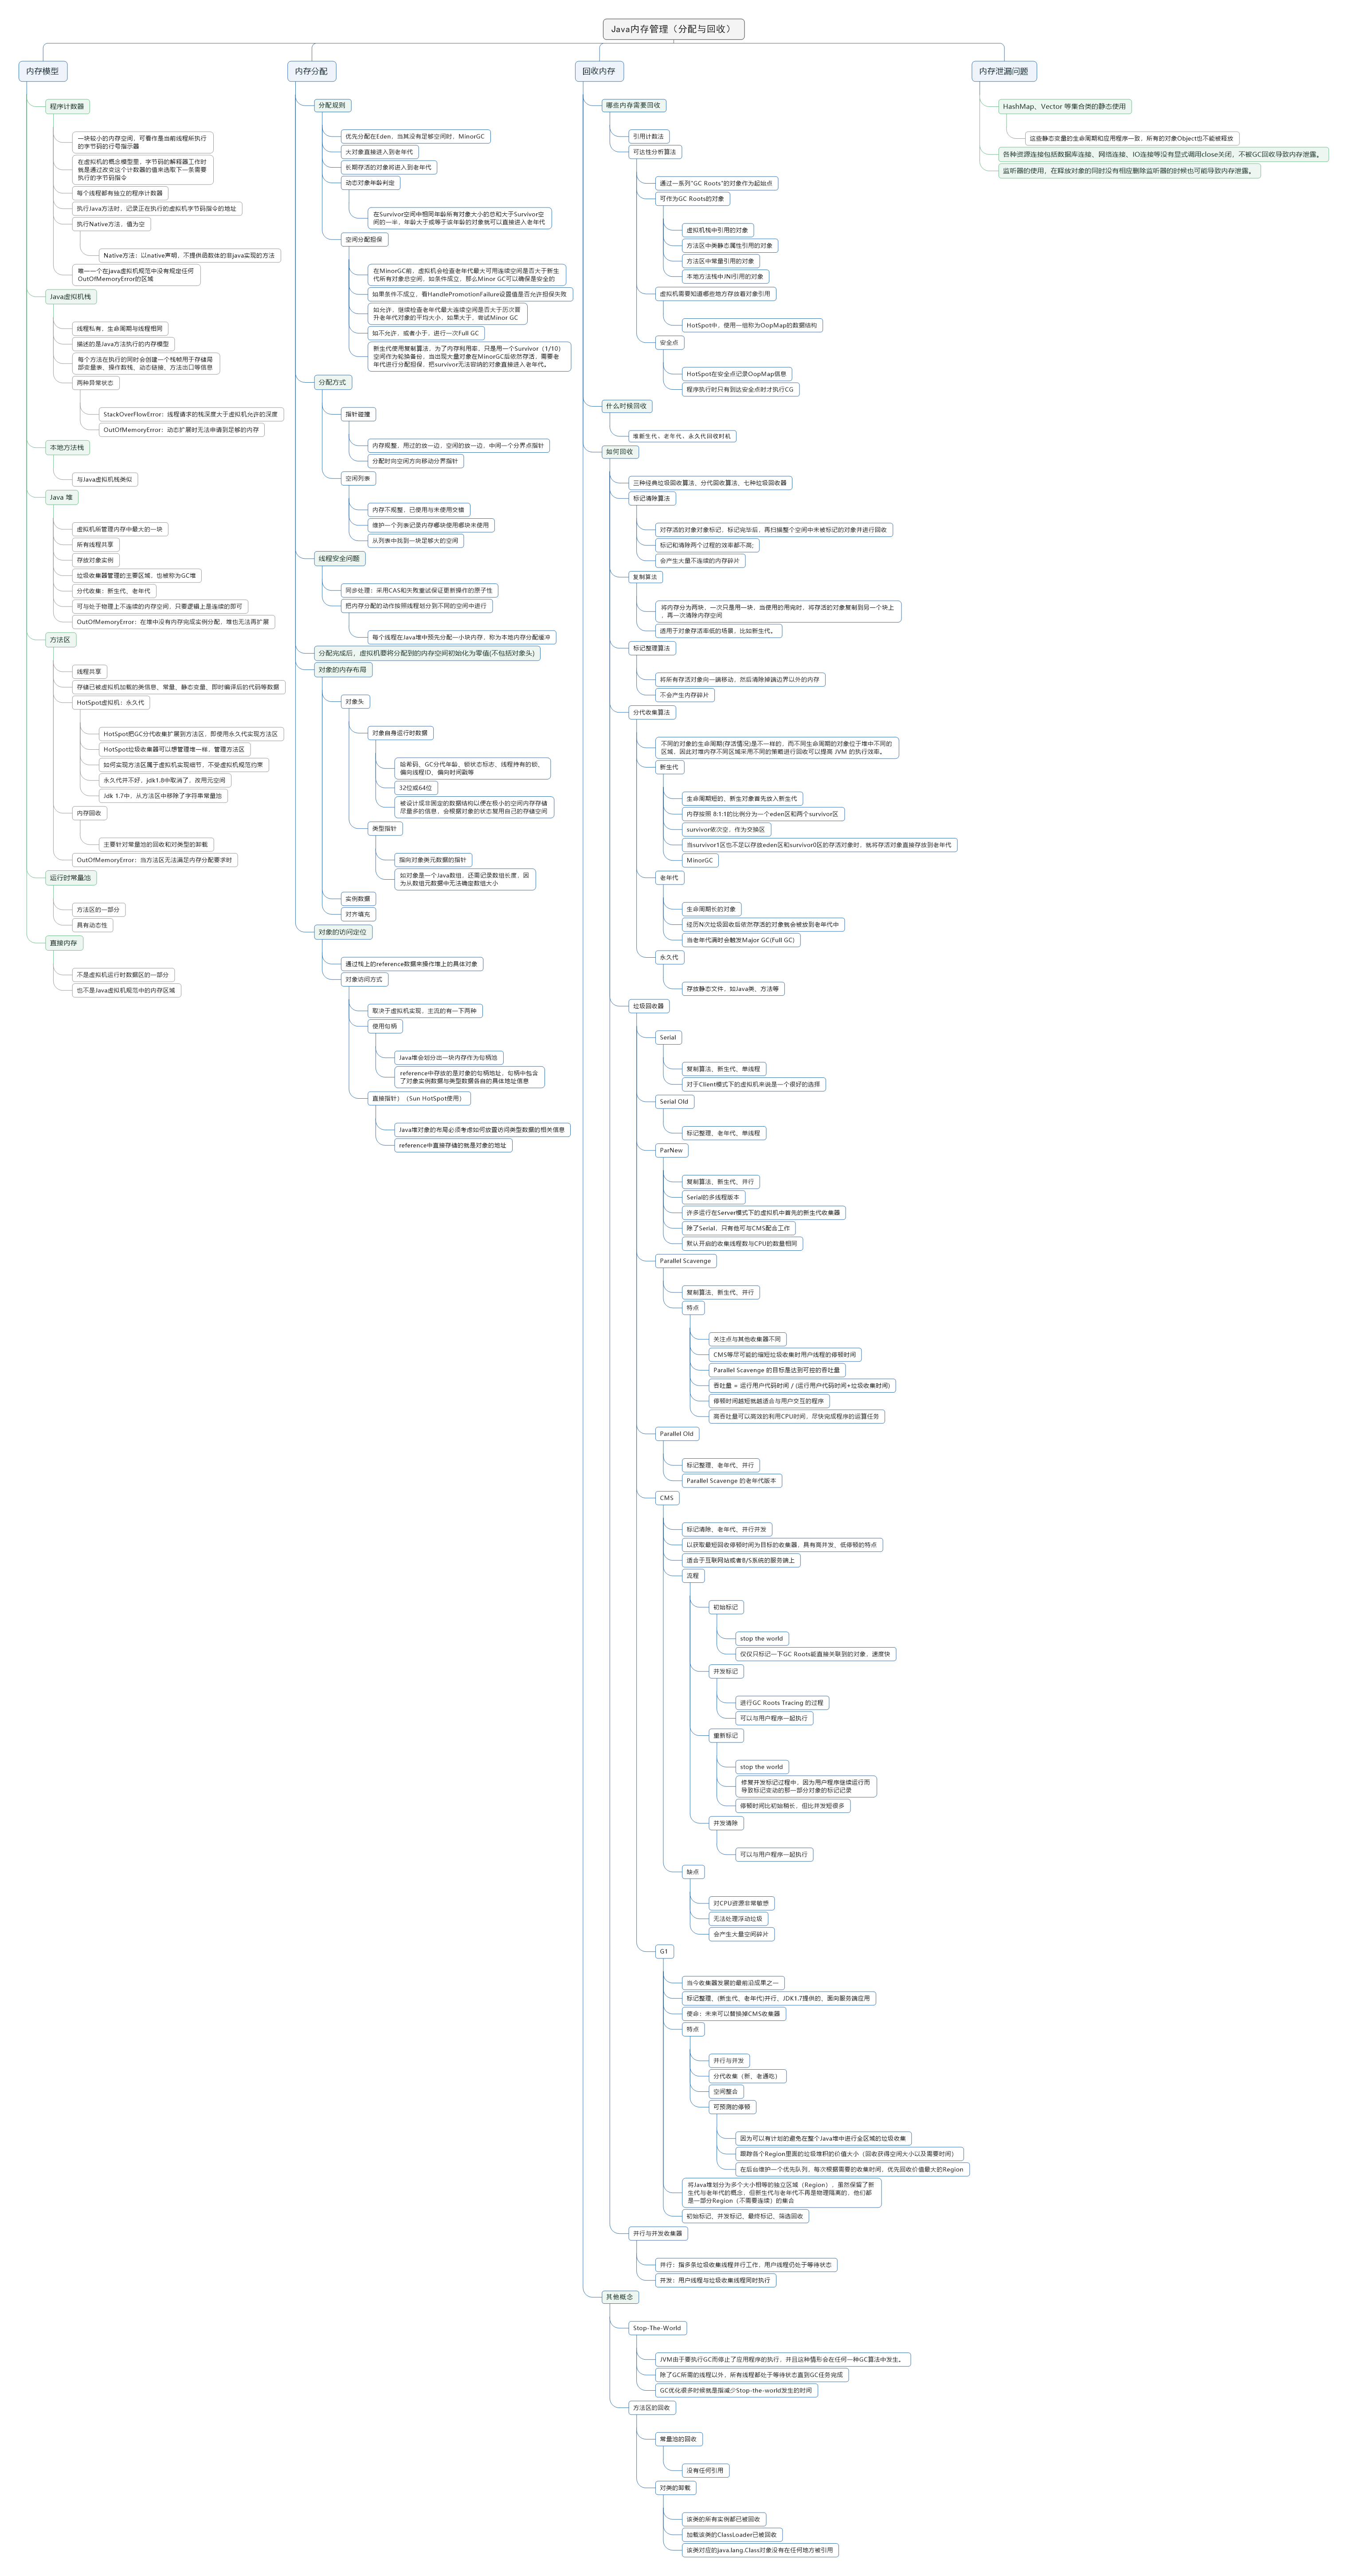 Java内存管理（分配与回收）
内存模型
程序计数器
一块较小的内存空间，可看作是当前线程所执行
的字节码的行号指示器
在虚拟机的概念模型里，字节码的解释器工作时
就是通过改变这个计数器的值来选取下一条需要
执行的字节码指令
每个线程都有独立的程序计数器
执行Java方法时，记录正在执行的虚拟机字节码指令的地址
执行Native方法，值为空
Native方法：以native声明，不提供函数体的非java实现的方法
唯一一个在java虚拟机规范中没有规定任何
OutOfMemoryError的区域
Java虚拟机栈
线程私有，生命周期与线程相同
描述的是Java方法执行的内存模型
每个方法在执行的同时会创建一个栈帧用于存储局
部变量表、操作数栈、动态链接、方法出口等信息
两种异常状态
StackOverFlowError：线程请求的栈深度大于虚拟机允许的深度
OutOfMemoryError：动态扩展时无法申请到足够的内存
本地方法栈
与Java虚拟机栈类似
Java 堆
虚拟机所管理内存中最大的一块
所有线程共享
存放对象实例
垃圾收集器管理的主要区域，也被称为GC堆
分代收集：新生代、老年代
可与处于物理上不连续的内存空间，只要逻辑上是连续的即可
OutOfMemoryError：在堆中没有内存完成实例分配，堆也无法再扩展
方法区
线程共享
存储已被虚拟机加载的类信息、常量、静态变量、即时编译后的代码等数据
HotSpot虚拟机：永久代
HotSpot把GC分代收集扩展到方法区，即使用永久代实现方法区
HotSpot垃圾收集器可以想管理堆一样，管理方法区
如何实现方法区属于虚拟机实现细节，不受虚拟机规范约束
永久代并不好，jdk1.8中取消了，改用元空间
Jdk 1.7中，从方法区中移除了字符串常量池
内存回收
主要针对常量池的回收和对类型的卸载
OutOfMemoryError：当方法区无法满足内存分配要求时
运行时常量池
方法区的一部分
具有动态性
直接内存
不是虚拟机运行时数据区的一部分
也不是Java虚拟机规范中的内存区域
内存分配
分配规则
优先分配在Eden，当其没有足够空间时，MinorGC
大对象直接进入到老年代
长期存活的对象将进入到老年代
动态对象年龄判定
在Survivor空间中相同年龄所有对象大小的总和大于Survivor空
间的一半，年龄大于或等于该年龄的对象就可以直接进入老年代
空间分配担保
在MinorGC前，虚拟机会检查老年代最大可用连续空间是否大于新生
代所有对象总空间，如条件成立，那么Minor GC可以确保是安全的
如果条件不成立，看HandlePromotionFailure设置值是否允许担保失败
如允许，继续检查老年代最大连续空间是否大于历次晋
升老年代对象的平均大小，如果大于，尝试Minor GC
如不允许，或者小于，进行一次Full GC
新生代使用复制算法，为了内存利用率，只是用一个Survivor（1/10）
空间作为轮换备份，当出现大量对象在MinorGC后依然存活，需要老
年代进行分配担保，把survivor无法容纳的对象直接进入老年代。
分配方式
指针碰撞
内存规整，用过的放一边，空闲的放一边，中间一个分界点指针
分配时向空闲方向移动分界指针
空闲列表
内存不规整，已使用与未使用交错
维护一个列表记录内存哪块使用哪块未使用
从列表中找到一块足够大的空间
线程安全问题
同步处理：采用CAS和失败重试保证更新操作的原子性
把内存分配的动作按照线程划分到不同的空间中进行
每个线程在Java堆中预先分配一小块内存，称为本地内存分配缓冲
分配完成后，虚拟机要将分配到的内存空间初始化为零值(不包括对象头)
对象的内存布局
对象头
对象自身运行时数据
哈希码、GC分代年龄、锁状态标志、线程持有的锁、
偏向线程ID、偏向时间戳等
32位或64位
被设计成非固定的数据结构以便在极小的空间内存存储
尽量多的信息，会根据对象的状态复用自己的存储空间
类型指针
指向对象类元数据的指针
如对象是一个Java数组，还需记录数组长度，因
为从数组元数据中无法确定数组大小
实例数据
对齐填充
对象的访问定位
通过栈上的reference数据来操作堆上的具体对象
对象访问方式
取决于虚拟机实现，主流的有一下两种
使用句柄
Java堆会划分出一块内存作为句柄池
reference中存放的是对象的句柄地址，句柄中包含
了对象实例数据与类型数据各自的具体地址信息
直接指针）（Sun HotSpot使用）
Java堆对象的布局必须考虑如何放置访问类型数据的相关信息
reference中直接存储的就是对象的地址
回收内存
哪些内存需要回收
引用计数法
可达性分析算法
通过一系列"GC Roots"的对象作为起始点
可作为GC Roots的对象
虚拟机栈中引用的对象
方法区中类静态属性引用的对象
方法区中常量引用的对象
本地方法栈中JNI引用的对象
虚拟机需要知道哪些地方存放着对象引用
HotSpot中，使用一组称为OopMap的数据结构
安全点
HotSpot在安全点记录OopMap信息
程序执行时只有到达安全点时才执行CG
什么时候回收
堆新生代，老年代，永久代回收时机
如何回收
三种经典垃圾回收算法、分代回收算法、七种垃圾回收器
标记清除算法
对存活的对象对象标记，标记完毕后，再扫描整个空间中未被标记的对象并进行回收
标记和清除两个过程的效率都不高;
会产生大量不连续的内存碎片
复制算法
将内存分为两块，一次只是用一块，当使用的用完时，将存活的对象复制到另一个块上
，再一次清除内存空间
适用于对象存活率低的场景，比如新生代。
标记整理算法
将所有存活对象向一端移动，然后清除掉端边界以外的内存
不会产生内存碎片
分代收集算法
不同的对象的生命周期(存活情况)是不一样的，而不同生命周期的对象位于堆中不同的
区域，因此对堆内存不同区域采用不同的策略进行回收可以提高 JVM 的执行效率。
新生代
生命周期短的、新生对象首先放入新生代
内存按照 8:1:1的比例分为一个eden区和两个survivor区
survivor依次空，作为交换区
当survivor1区也不足以存放eden区和survivor0区的存活对象时，就将存活对象直接存放到老年代
MinorGC
老年代
生命周期长的对象
经历N次垃圾回收后依然存活的对象就会被放到老年代中
当老年代满时会触发Major GC(Full GC)
永久代
存放静态文件，如Java类、方法等
垃圾回收器
Serial
复制算法、新生代、单线程
对于Client模式下的虚拟机来说是一个很好的选择
Serial Old
标记整理、老年代、单线程
ParNew
复制算法、新生代、并行
Serial的多线程版本
许多运行在Server模式下的虚拟机中首先的新生代收集器
除了Serial，只有他可与CMS配合工作
默认开启的收集线程数与CPU的数量相同
Parallel Scavenge
复制算法、新生代、并行
特点
关注点与其他收集器不同
CMS等尽可能的缩短垃圾收集时用户线程的停顿时间
Parallel Scavenge 的目标是达到可控的吞吐量
吞吐量 = 运行用户代码时间 / (运行用户代码时间+垃圾收集时间)
停顿时间越短就越适合与用户交互的程序
高吞吐量可以高效的利用CPU时间，尽快完成程序的运算任务
Parallel Old
标记整理、老年代、并行
Parallel Scavenge 的老年代版本
CMS
标记清除、老年代、并行并发
以获取最短回收停顿时间为目标的收集器，具有高并发、低停顿的特点
适合于互联网站或者B/S系统的服务端上
流程
初始标记
stop the world
仅仅只标记一下GC Roots能直接关联到的对象，速度快
并发标记
进行GC Roots Tracing 的过程
可以与用户程序一起执行
重新标记
stop the world
修复并发标记过程中，因为用户程序继续运行而
导致标记变动的那一部分对象的标记记录
停顿时间比初始稍长，但比并发短很多
并发清除
可以与用户程序一起执行
缺点
对CPU资源非常敏感
无法处理浮动垃圾
会产生大量空间碎片
G1
当今收集器发展的最前沿成果之一
标记整理、(新生代、老年代)并行、JDK1.7提供的、面向服务端应用
使命：未来可以替换掉CMS收集器
特点
并行与并发
分代收集（新、老通吃）
空间整合
可预测的停顿
因为可以有计划的避免在整个Java堆中进行全区域的垃圾收集
跟踪各个Region里面的垃圾堆积的价值大小（回收获得空间大小以及需要时间）
在后台维护一个优先队列，每次根据需要的收集时间，优先回收价值最大的Region
将Java堆划分为多个大小相等的独立区域（Region），虽然保留了新
生代与老年代的概念，但新生代与老年代不再是物理隔离的，他们都
是一部分Region（不需要连续）的集合
初始标记、并发标记、最终标记、筛选回收
并行与并发收集器
并行：指多条垃圾收集线程并行工作，用户线程仍处于等待状态
并发：用户线程与垃圾收集线程同时执行
其他概念
Stop-The-World
JVM由于要执行GC而停止了应用程序的执行，并且这种情形会在任何一种GC算法中发生。
除了GC所需的线程以外，所有线程都处于等待状态直到GC任务完成
GC优化很多时候就是指减少Stop-the-world发生的时间
方法区的回收
常量池的回收
没有任何引用
对类的卸载
该类的所有实例都已被回收
加载该类的ClassLoader已被回收
该类对应的java.lang.Class对象没有在任何地方被引用
内存泄漏问题
HashMap、Vector 等集合类的静态使用
这些静态变量的生命周期和应用程序一致，所有的对象Object也不能被释放
各种资源连接包括数据库连接、网络连接、IO连接等没有显式调用close关闭，不被GC回收导致内存泄露。
监听器的使用，在释放对象的同时没有相应删除监听器的时候也可能导致内存泄露。